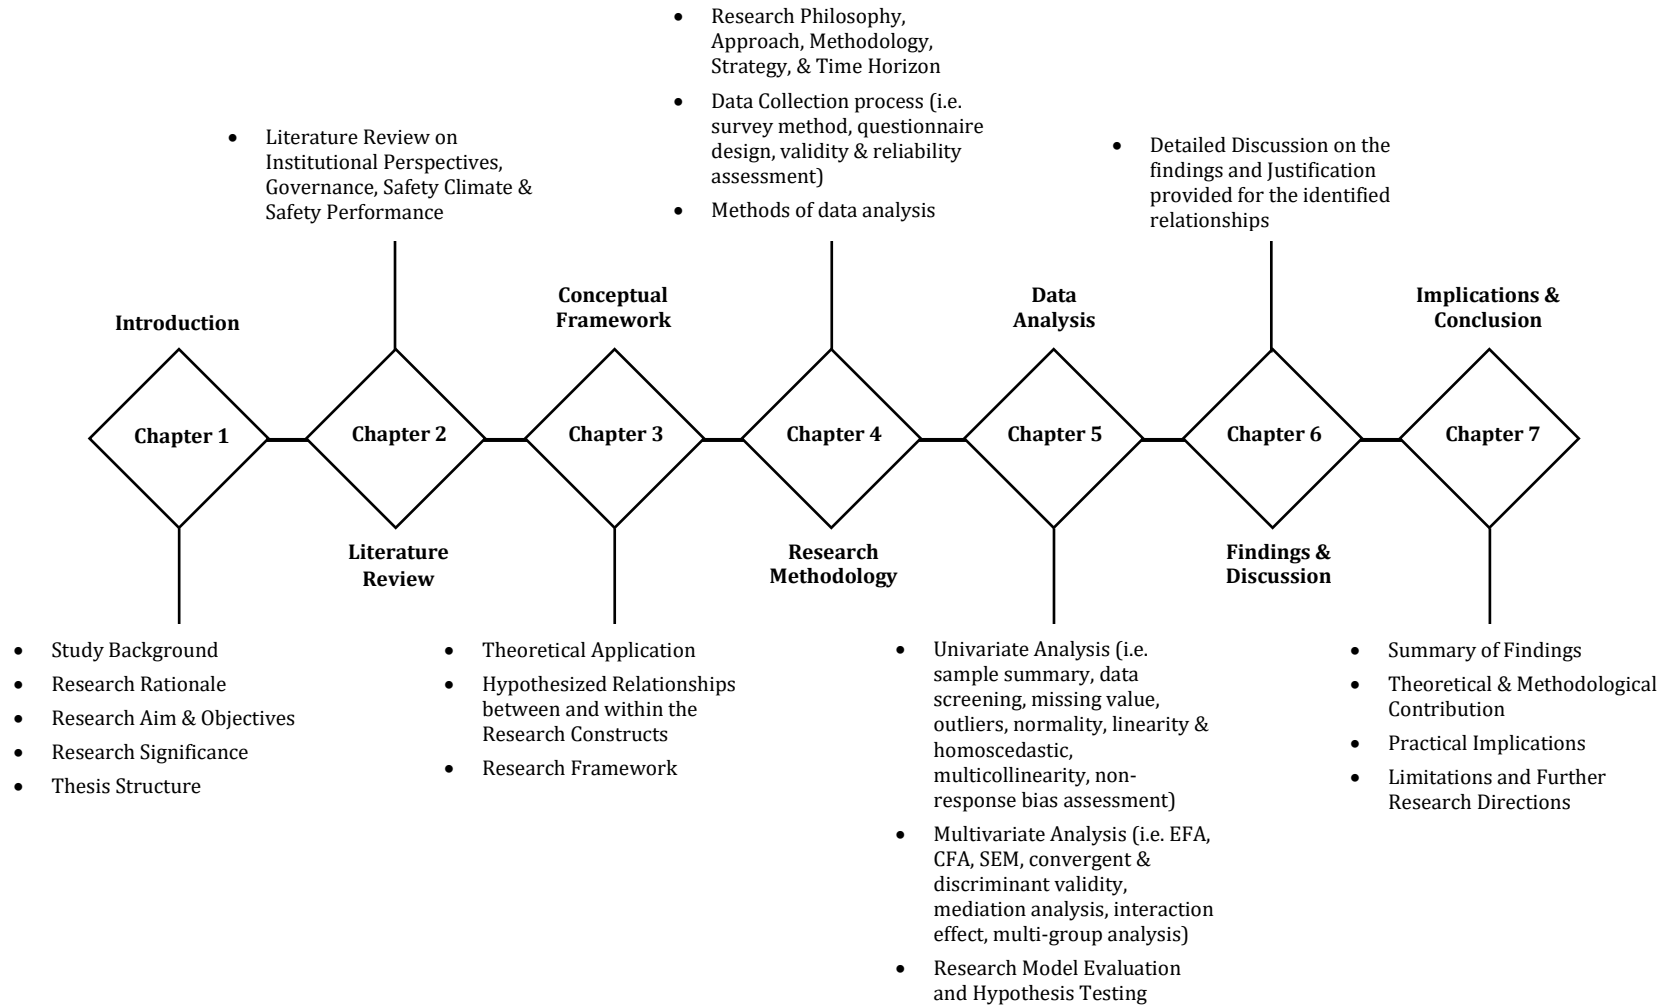 • Research Philosophy,
Approach, Methodology,
Strategy, & Time Horizon
• Data Collection process (i.e.
survey method, questionnaire
design, validity & reliability
assessment)
• Methods of data analysis
• Literature Review on
Institutional Perspectives,
Governance, Safety Climate &
Safety Performance
• Detailed Discussion on the
findings and Justification
provided for the identified
relationships
Introduction
Conceptual
Framework
Data
Analysis
Implications &
Conclusion
Chapter 1
Chapter 2
Chapter 3
Chapter 4
Chapter 5
Chapter 6
Chapter 7
Literature
Review
Research
Methodology
Findings &
Discussion
• Study Background
• Research Rationale
• Research Aim & Objectives
• Research Significance
• Thesis Structure
• Theoretical Application
• Hypothesized Relationships
between and within the
Research Constructs
• Research Framework
• Univariate Analysis (i.e.
sample summary, data
screening, missing value,
outliers, normality, linearity &
homoscedastic,
multicollinearity, non-
response bias assessment)
• Multivariate Analysis (i.e. EFA,
CFA, SEM, convergent &
discriminant validity,
mediation analysis, interaction
effect, multi-group analysis)
• Research Model Evaluation
and Hypothesis Testing
• Summary of Findings
• Theoretical & Methodological
Contribution
• Practical Implications
• Limitations and Further
Research Directions